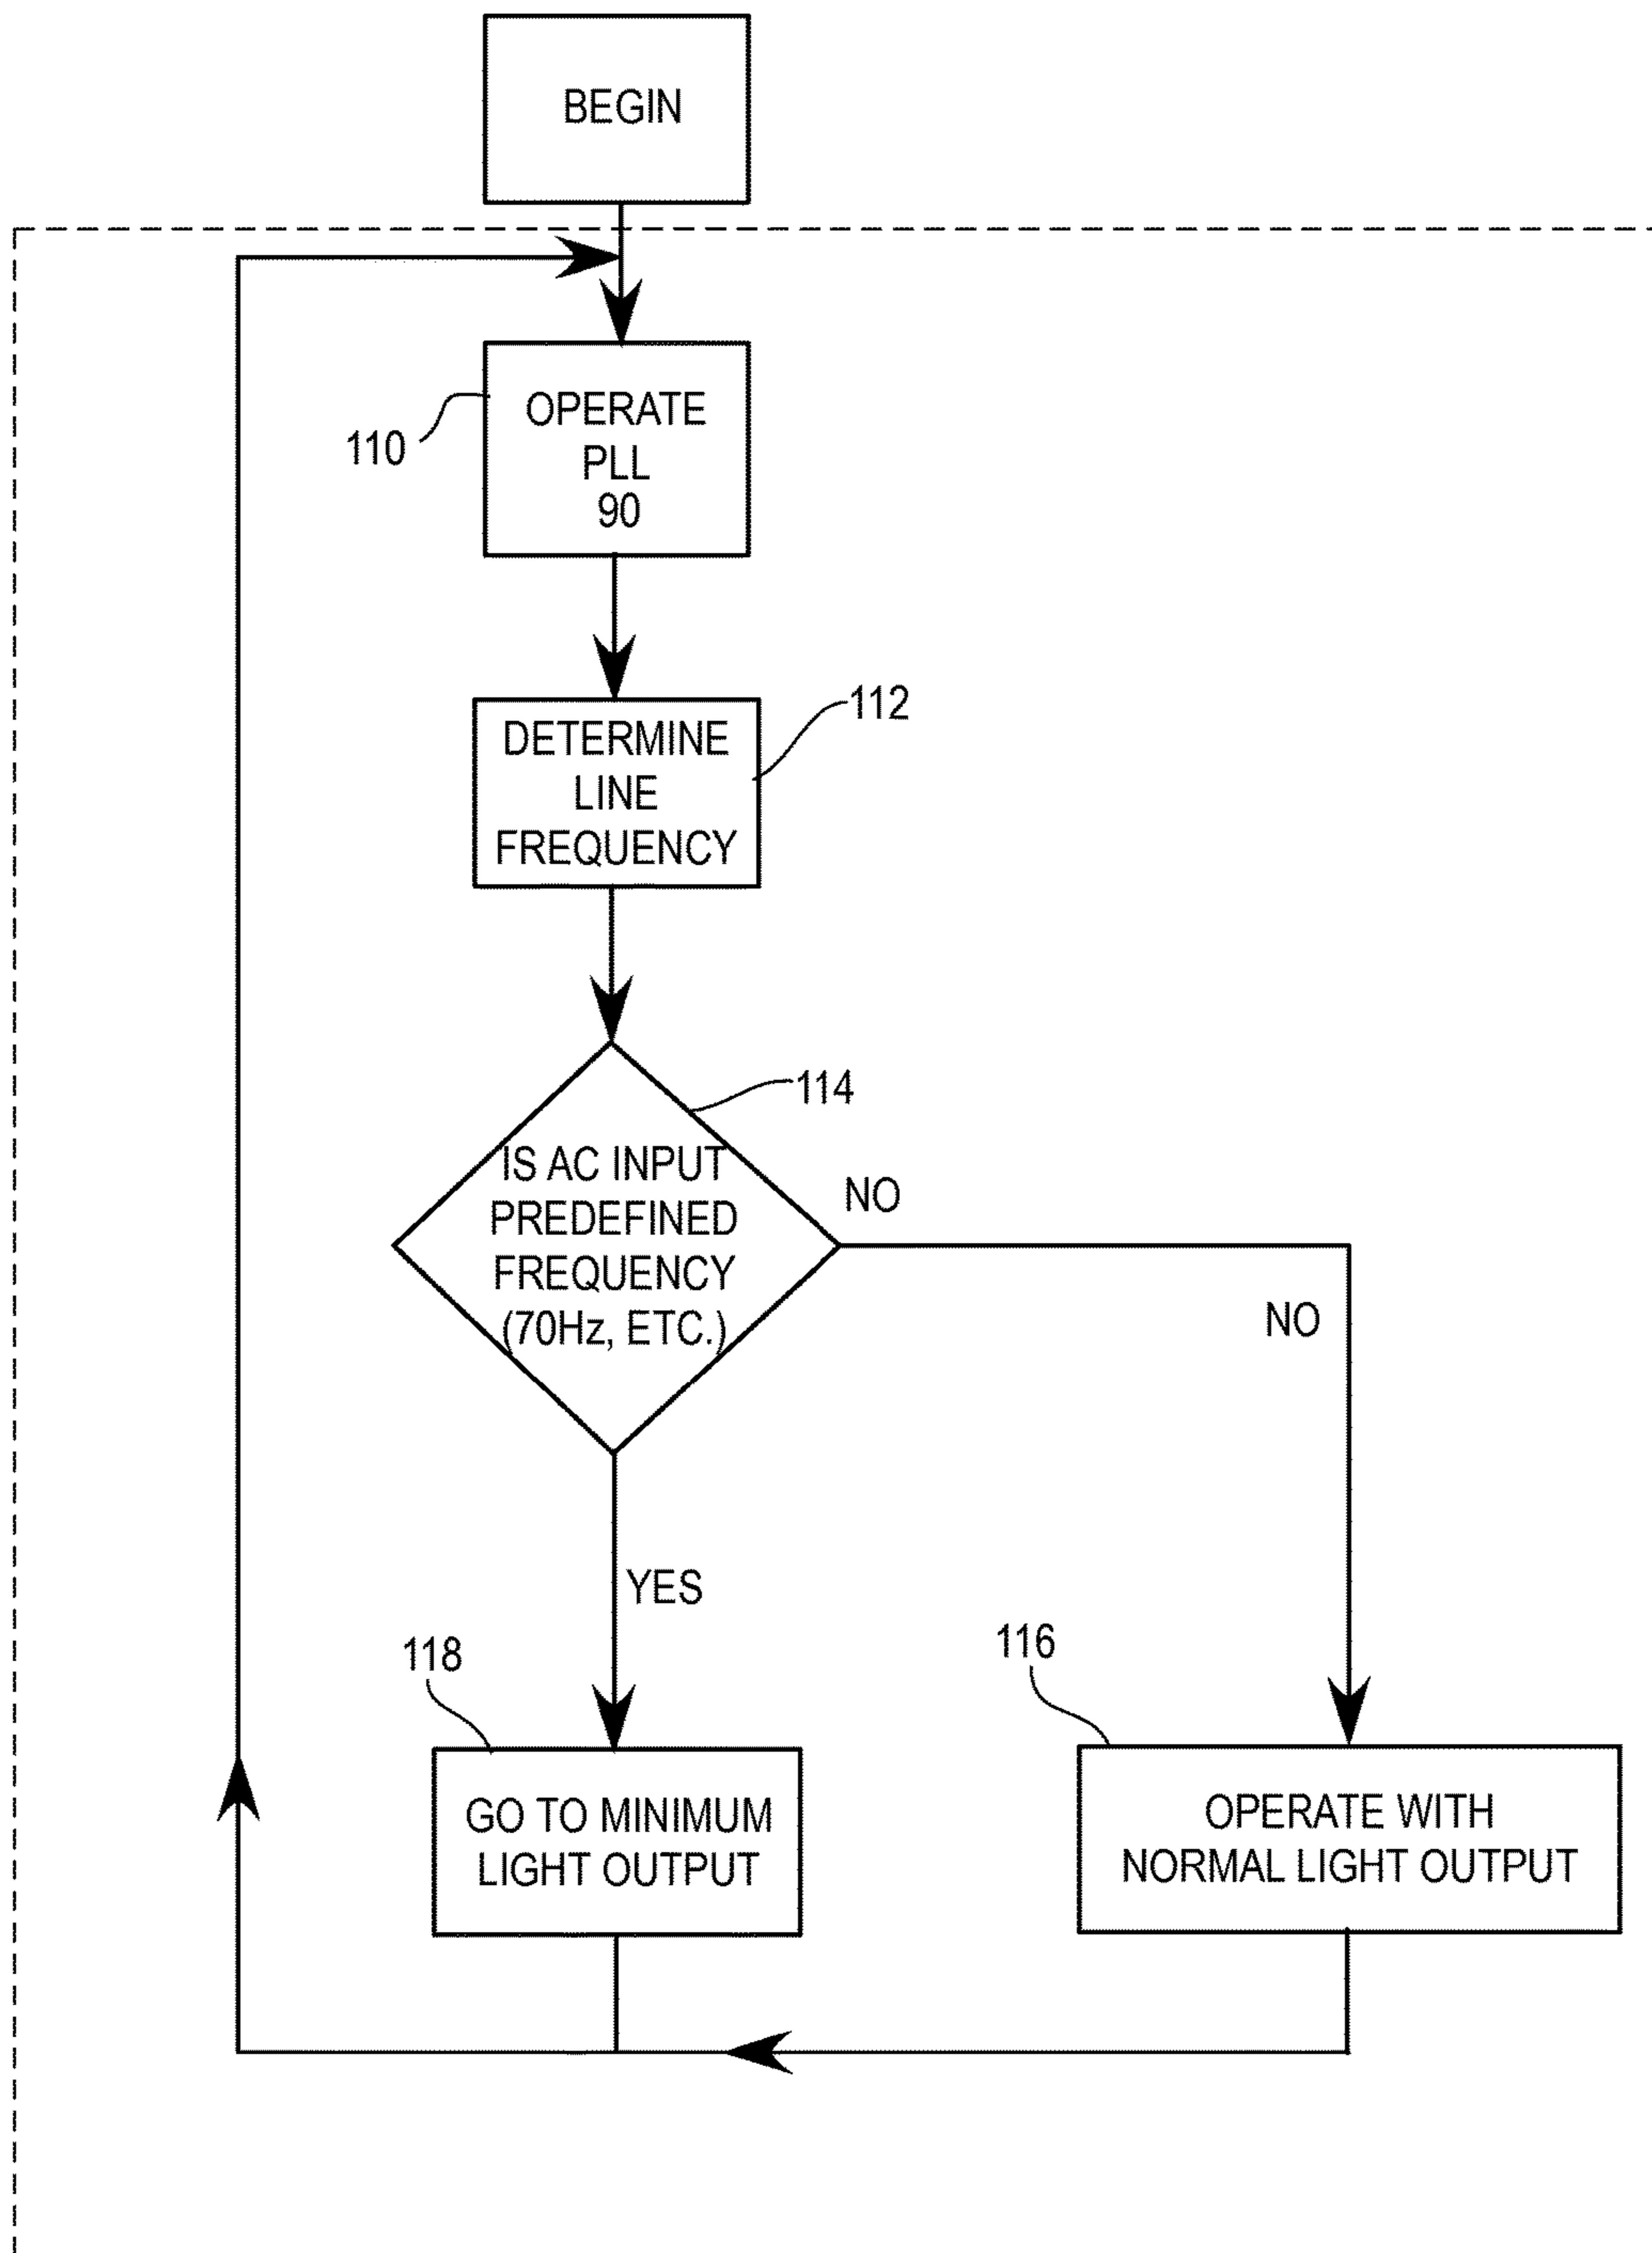 BEGIN
110
OPERATE
PLL
90
112
DETERMINE
LINE
FREQUENCY
114
IS AC INPUT
PREDEFINED
FREQUENCY
(70Hz, ETC.)
NO
NO
YES
118
116
GO TO MINIMUM
LIGHT OUTPUT
OPERATE WITH
NORMAL LIGHT OUTPUT